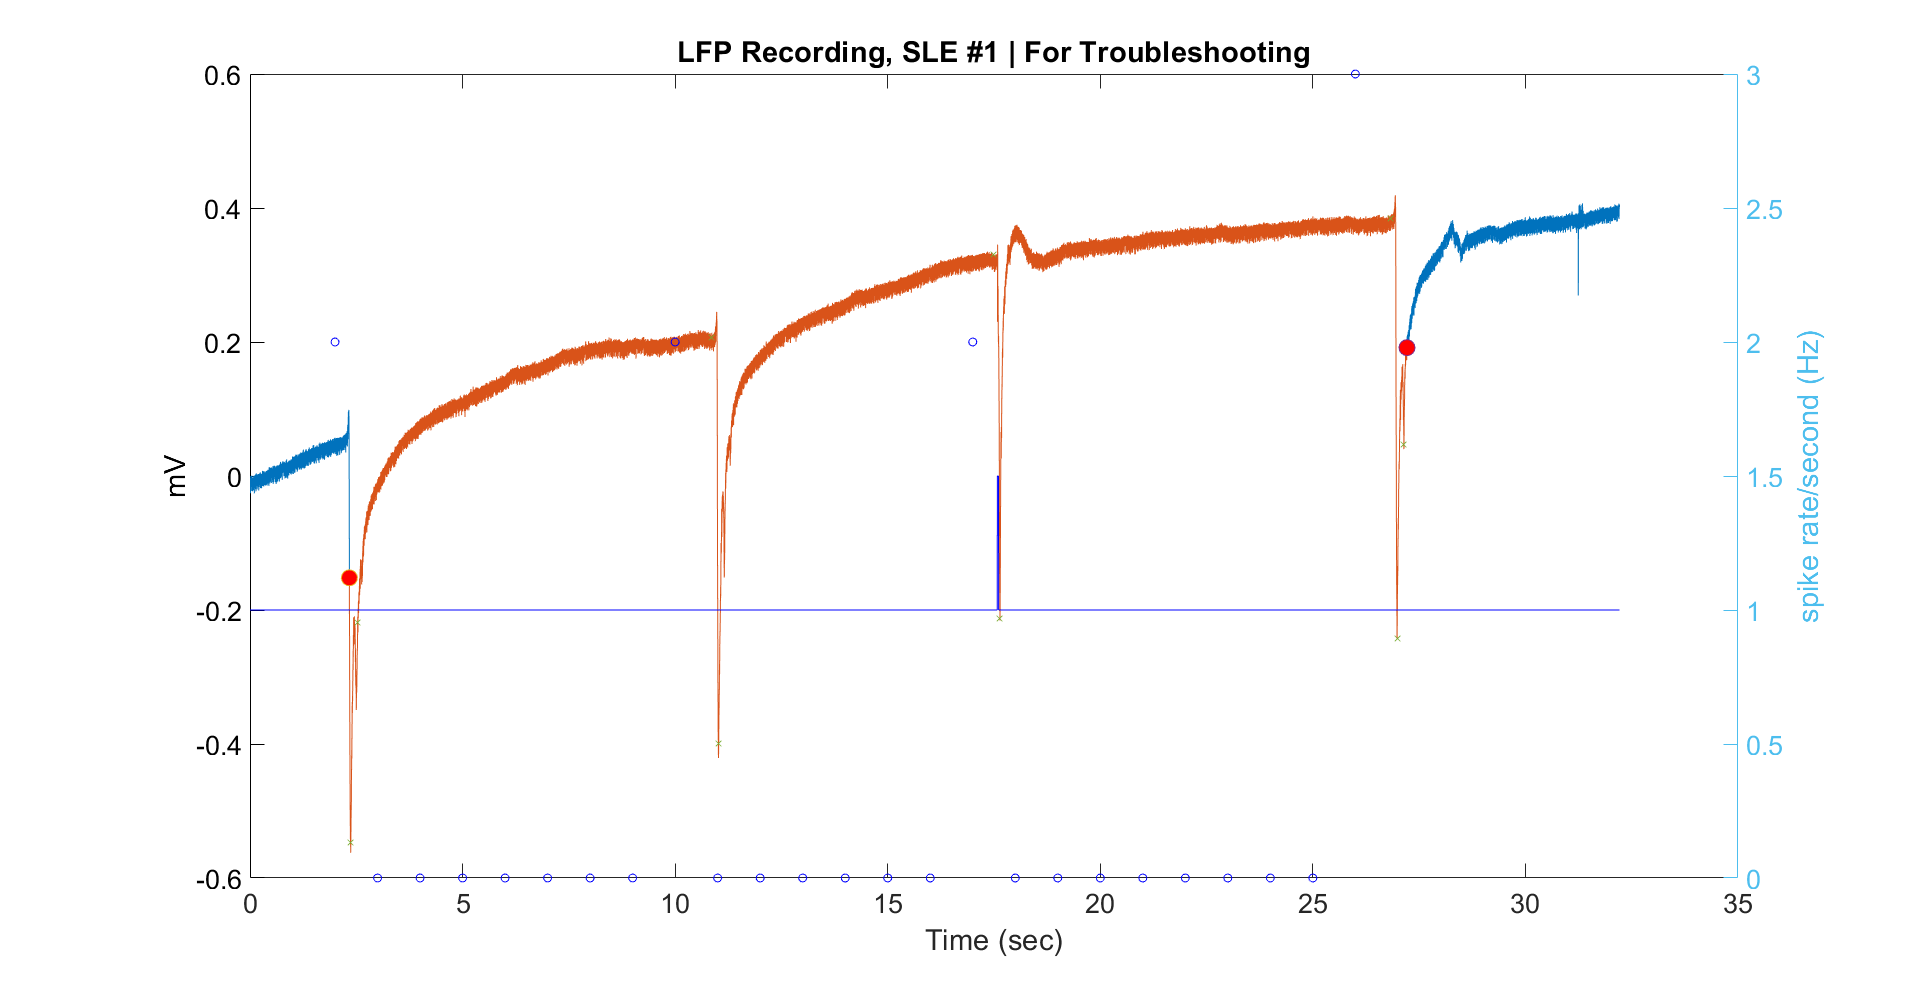 LFP Recording, SLE #1 | For Troubleshooting
0.6
0.4
0.2
0
-0.2
-0.4
-0.6
mV
0 5 10 15 20 25 30 35
Time (sec)
3
2.5
2
1.5
1
0.5
0
spike rate/second (Hz)